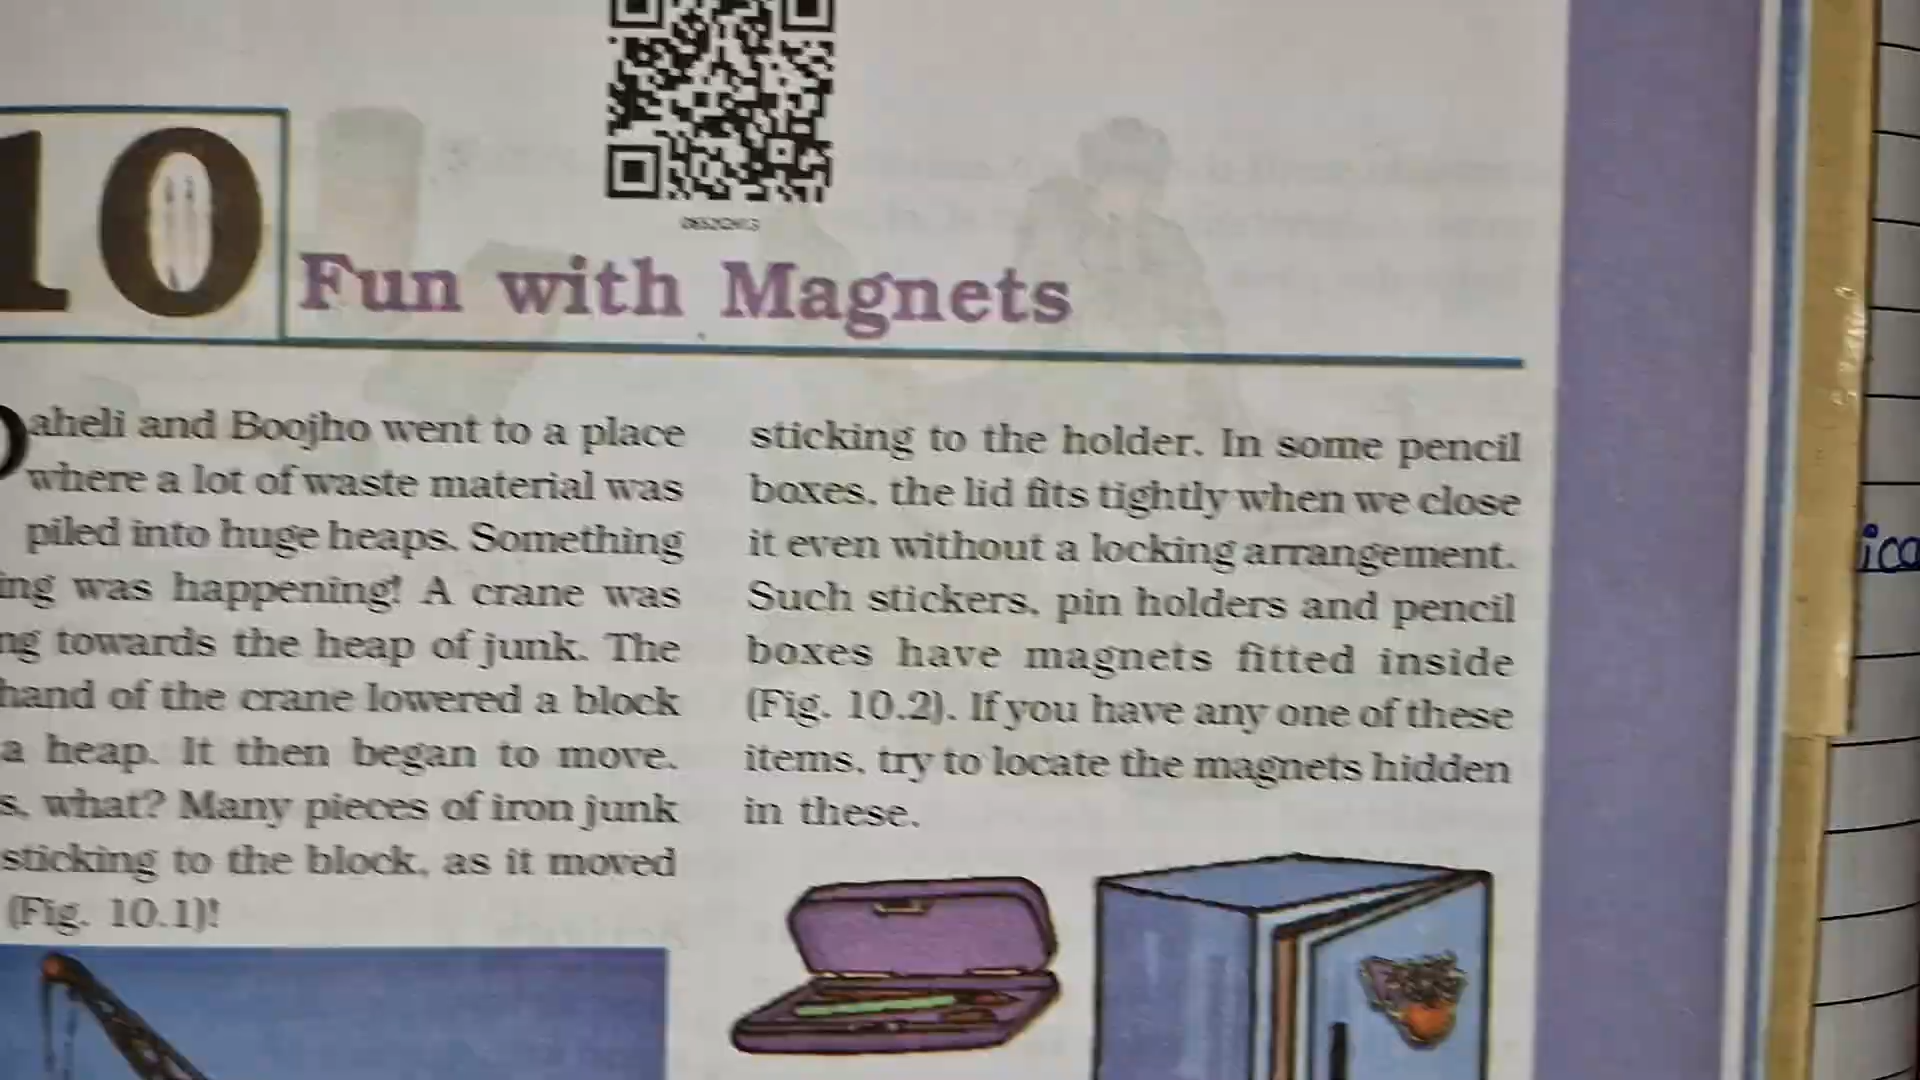 10
Fun with Magnets
aheli and Boojho went to a place
where a lot of waste material was
piled into huge heaps. Something
ing was happening! A crane was
ng towards the heap of junk. The
hand of the crane lowered a block
a heap. It then began to move.
s, what? Many pieces of iron junk
sticking to the block, as it moved
(Fig. 10.1)!
sticking to the holder. In some pencil
boxes, the lid fits tightly when we close
it even without a locking arrangement.
Such stickers, pin holders and pencil
boxes have magnets fitted inside
(Fig. 10.2). If you have any one of these
items, try to locate the magnets hidden
in these.
ica